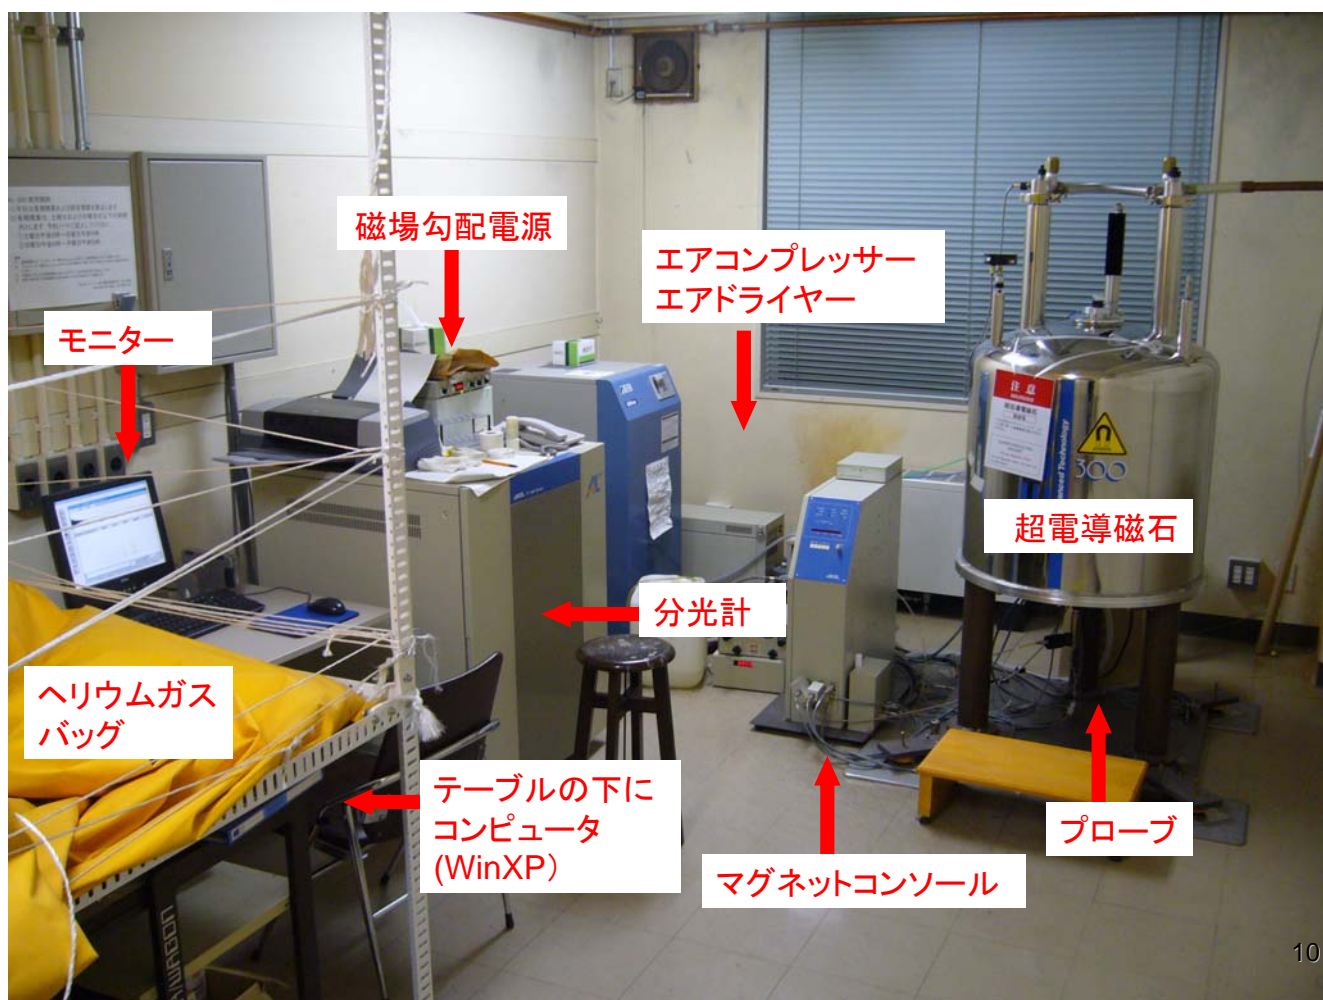 磁場勾配電源
エアコンプレッサー
エアドライヤー
モニター
注意
300
超電導磁石
分光計
ヘリウムガス
バッグ
テーブルの下に
コンピュータ
(WinXP）
プローブ
マグネットコンソール
10